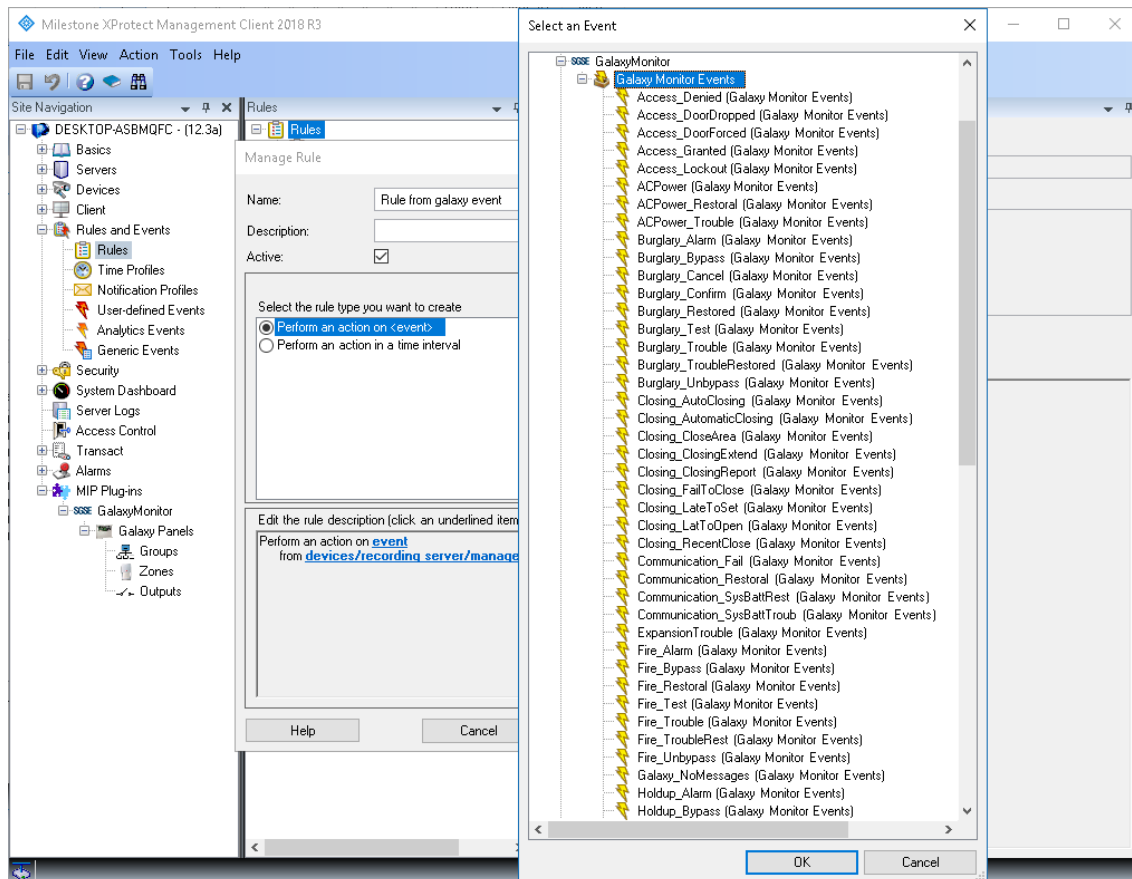 Milestone XProtect Management Client 2018 R3
File Edit View Action Tools Help
Site Navigation
DESKTOP-ASBMQFC - (12.3a)
Basics
Servers
Devices
Client
Rules and Events
Rules
Time Profiles
Notification Profiles
User-defined Events
Analytics Events
Generic Events
Security
System Dashboard
Server Logs
Access Control
Transact
Alarms
MIP Plug-ins
SGSE GalaxyMonitor
Galaxy Panels
Groups
Zones
Outputs
Rules
Rules
Manage Rule
Name: Rule from galaxy event
Description:
Active:
Select the rule type you want to create
Perform an action on <event>
Perform an action in a time interval
Edit the rule description (click an underlined item
Perform an action on event
from devices/recording server/manage
Help Cancel
Select an Event
SGSE GalaxyMonitor
Galaxy Monitor Events
Access_Denied (Galaxy Monitor Events)
Access_DoorDropped (Galaxy Monitor Events)
Access_DoorForced (Galaxy Monitor Events)
Access_Granted (Galaxy Monitor Events)
Access_Lockout (Galaxy Monitor Events)
ACPower (Galaxy Monitor Events)
ACPower_Restoral (Galaxy Monitor Events)
ACPower_Trouble (Galaxy Monitor Events)
Burglary_Alarm (Galaxy Monitor Events)
Burglary_Bypass (Galaxy Monitor Events)
Burglary_Cancel (Galaxy Monitor Events)
Burglary_Confirm (Galaxy Monitor Events)
Burglary_Restored (Galaxy Monitor Events)
Burglary_Test (Galaxy Monitor Events)
Burglary_Trouble (Galaxy Monitor Events)
Burglary_TroubleRestored (Galaxy Monitor Events)
Burglary_Unbypass (Galaxy Monitor Events)
Closing_AutoClosing (Galaxy Monitor Events)
Closing_AutomaticClosing (Galaxy Monitor Events)
Closing_CloseArea (Galaxy Monitor Events)
Closing_ClosingExtend (Galaxy Monitor Events)
Closing_ClosingReport (Galaxy Monitor Events)
Closing_FailToClose (Galaxy Monitor Events)
Closing_LateToSet (Galaxy Monitor Events)
Closing_LatToOpen (Galaxy Monitor Events)
Closing_RecentClose (Galaxy Monitor Events)
Communication_Fail (Galaxy Monitor Events)
Communication_Restoral (Galaxy Monitor Events)
Communication_SysBattRest (Galaxy Monitor Events)
Communication_SysBattTroub (Galaxy Monitor Events)
ExpansionTrouble (Galaxy Monitor Events)
Fire_Alarm (Galaxy Monitor Events)
Fire_Bypass (Galaxy Monitor Events)
Fire_Restoral (Galaxy Monitor Events)
Fire_Test (Galaxy Monitor Events)
Fire_Trouble (Galaxy Monitor Events)
Fire_TroubleRest (Galaxy Monitor Events)
Fire_Unbypass (Galaxy Monitor Events)
Galaxy_NoMessages (Galaxy Monitor Events)
Holdup_Alarm (Galaxy Monitor Events)
Holdup_Bypass (Galaxy Monitor Events)
OK Cancel